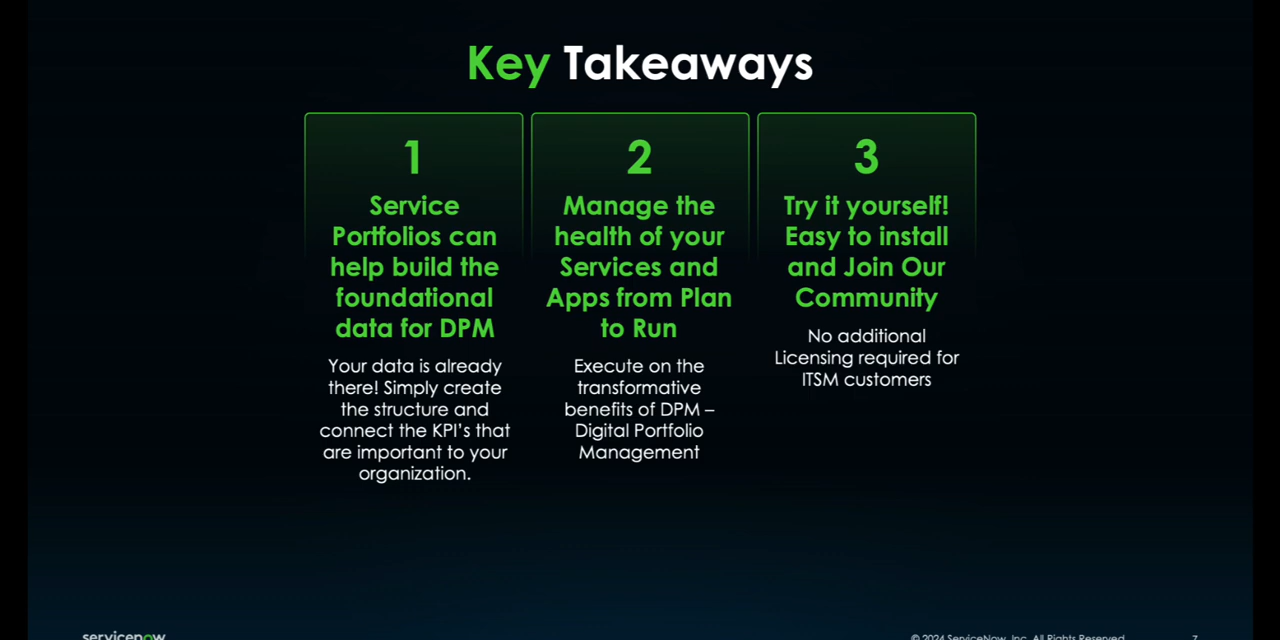 Key Takeaways
1
Service
Portfolios can
help build the
foundational
data for DPM
Your data is already
there! Simply create
the structure and
connect the KPI's that
are important to your
organization.
2
Manage the
health of your
Services and
Apps from Plan
to Run
Execute on the
transformative
benefits of DPM –
Digital Portfolio
Management
3
Try it yourself!
Easy to install
and Join Our
Community
No additional
Licensing required for
ITSM customers
servicenow
© 2024 ServiceNow, Inc. All Rights Reserved.
7